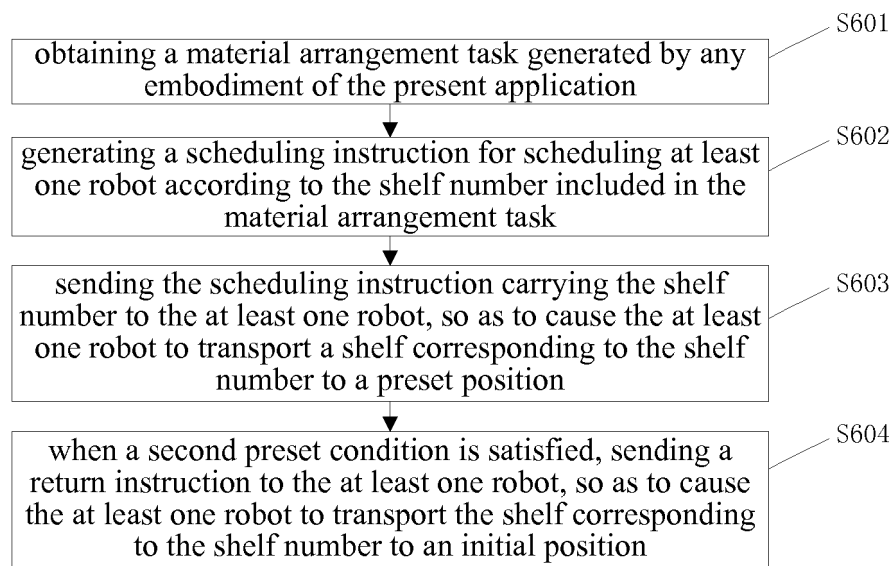 S601
obtaining a material arrangement task generated by any
embodiment of the present application
S602
generating a scheduling instruction for scheduling at least
one robot according to the shelf number included in the
material arrangement task
S603
sending the scheduling instruction carrying the shelf
number to the at least one robot, so as to cause the at least
one robot to transport a shelf corresponding to the shelf
number to a preset position
S604
when a second preset condition is satisfied, sending a
return instruction to the at least one robot, so as to cause
the at least one robot to transport the shelf corresponding
to the shelf number to an initial position